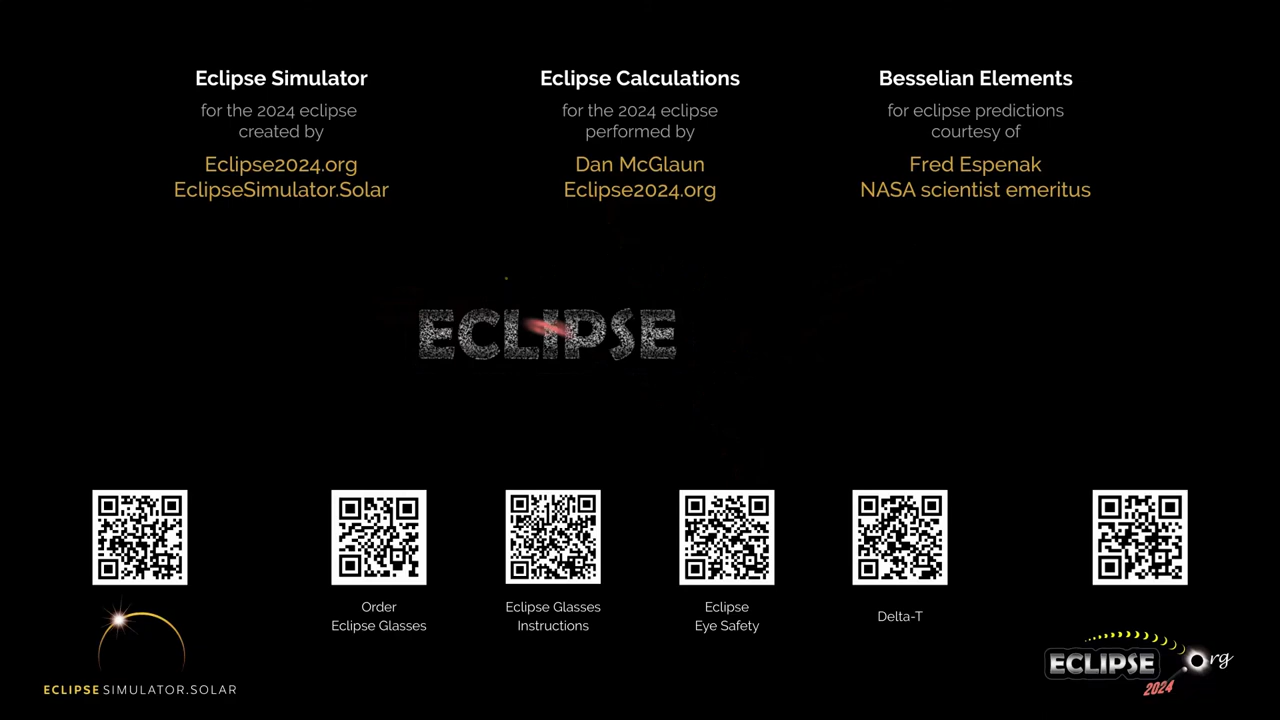 Eclipse Simulator
for the 2024 eclipse
created by
Eclipse2024.org
EclipseSimulator.Solar
Eclipse Calculations
for the 2024 eclipse
performed by
Dan McGlaun
Eclipse2024.org
Besselian Elements
for eclipse predictions
courtesy of
Fred Espenak
NASA scientist emeritus
ECLIPSE
Order
Eclipse Glasses
Eclipse Glasses
Instructions
Eclipse
Eye Safety
Delta-T
ECLIPSESIMULATOR.SOLAR
ECLIPSE Org
2024